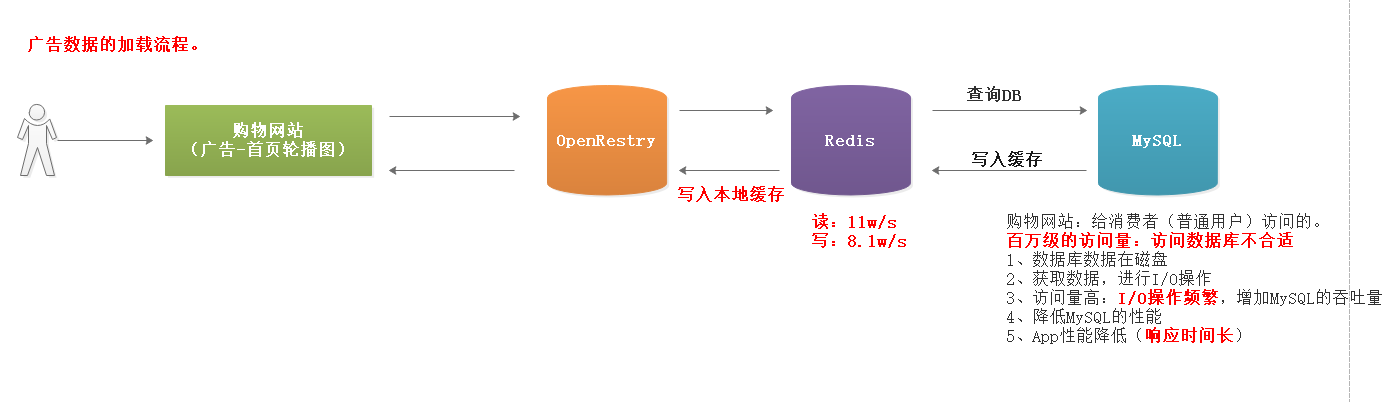 广告数据的加载流程。
购物网站
（广告-首页轮播图）
OpenRestry
写入本地缓存
Redis
读：11w/s
写：8.1w/s
查询DB
写入缓存
MySQL
购物网站：给消费者（普通用户）访问的。
百万级的访问量：访问数据库不合适
1、数据库数据在磁盘
2、获取数据，进行I/O操作
3、访问量高：I/O操作频繁，增加MySQL的吞吐量
4、降低MySQL的性能
5、App性能降低（响应时间长）